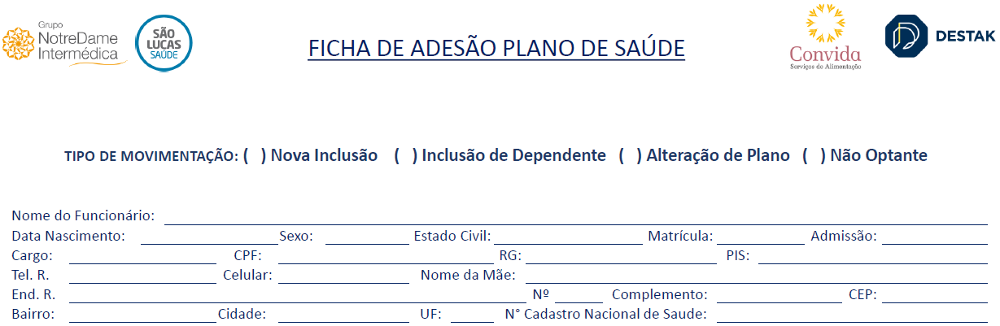 Grupo
NotreDame
Intermédica
SÃO
LUCAS
SAÚDE
FICHA DE ADESÃO PLANO DE SAÚDE
Convida
Serviços de Alimentação
DESTAK
TIPO DE MOVIMENTAÇÃO: ( ) Nova Inclusão ( ) Inclusão de Dependente ( ) Alteração de Plano ( ) Não Optante
Nome do Funcionário:
Data Nascimento: Sexo: Estado Civil: Matrícula: Admissão:
Cargo: CPF: RG: PIS:
Tel. R. Celular: Nome da Mãe:
End. R. Nº Complemento: CEP:
Bairro: Cidade: UF: N° Cadastro Nacional de Saude: